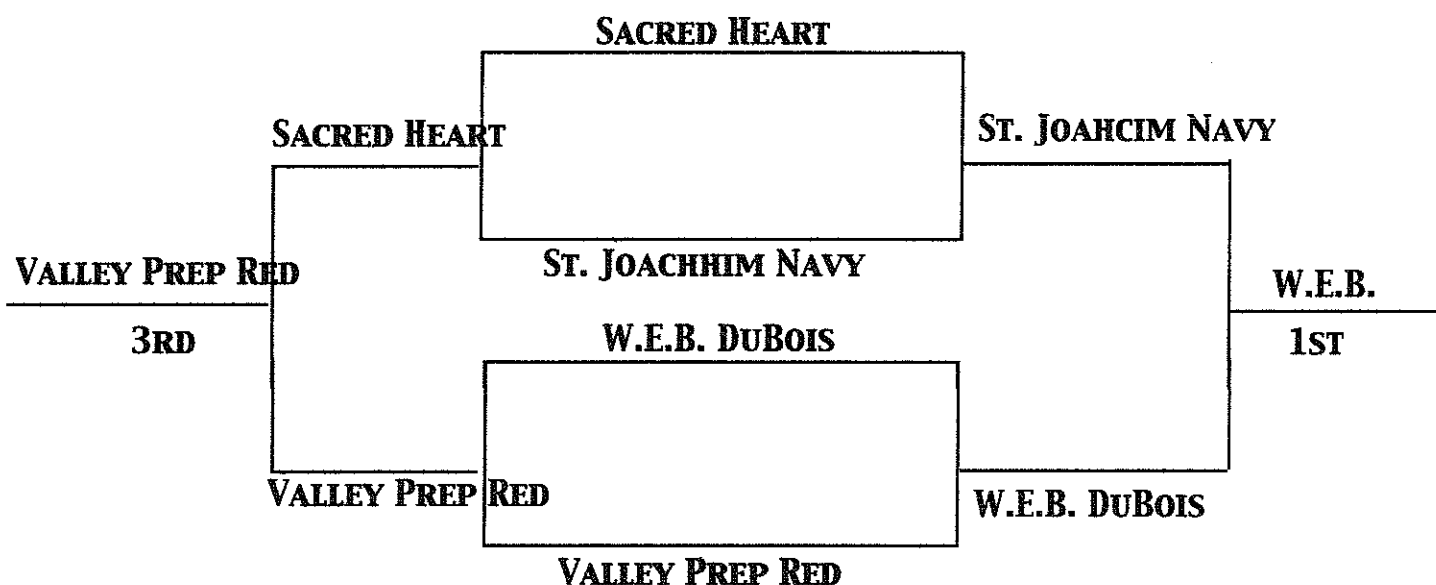 SACRED HEART
SACRED HEART
ST. JOAHCIM NAVY
VALLEY PREP RED
ST. JOACHHIM NAVY
W.E.B.
3RD
W.E.B. DUBOIS
1ST
VALLEY PREP RED
W.E.B. DUBOIS
VALLEY PREP RED